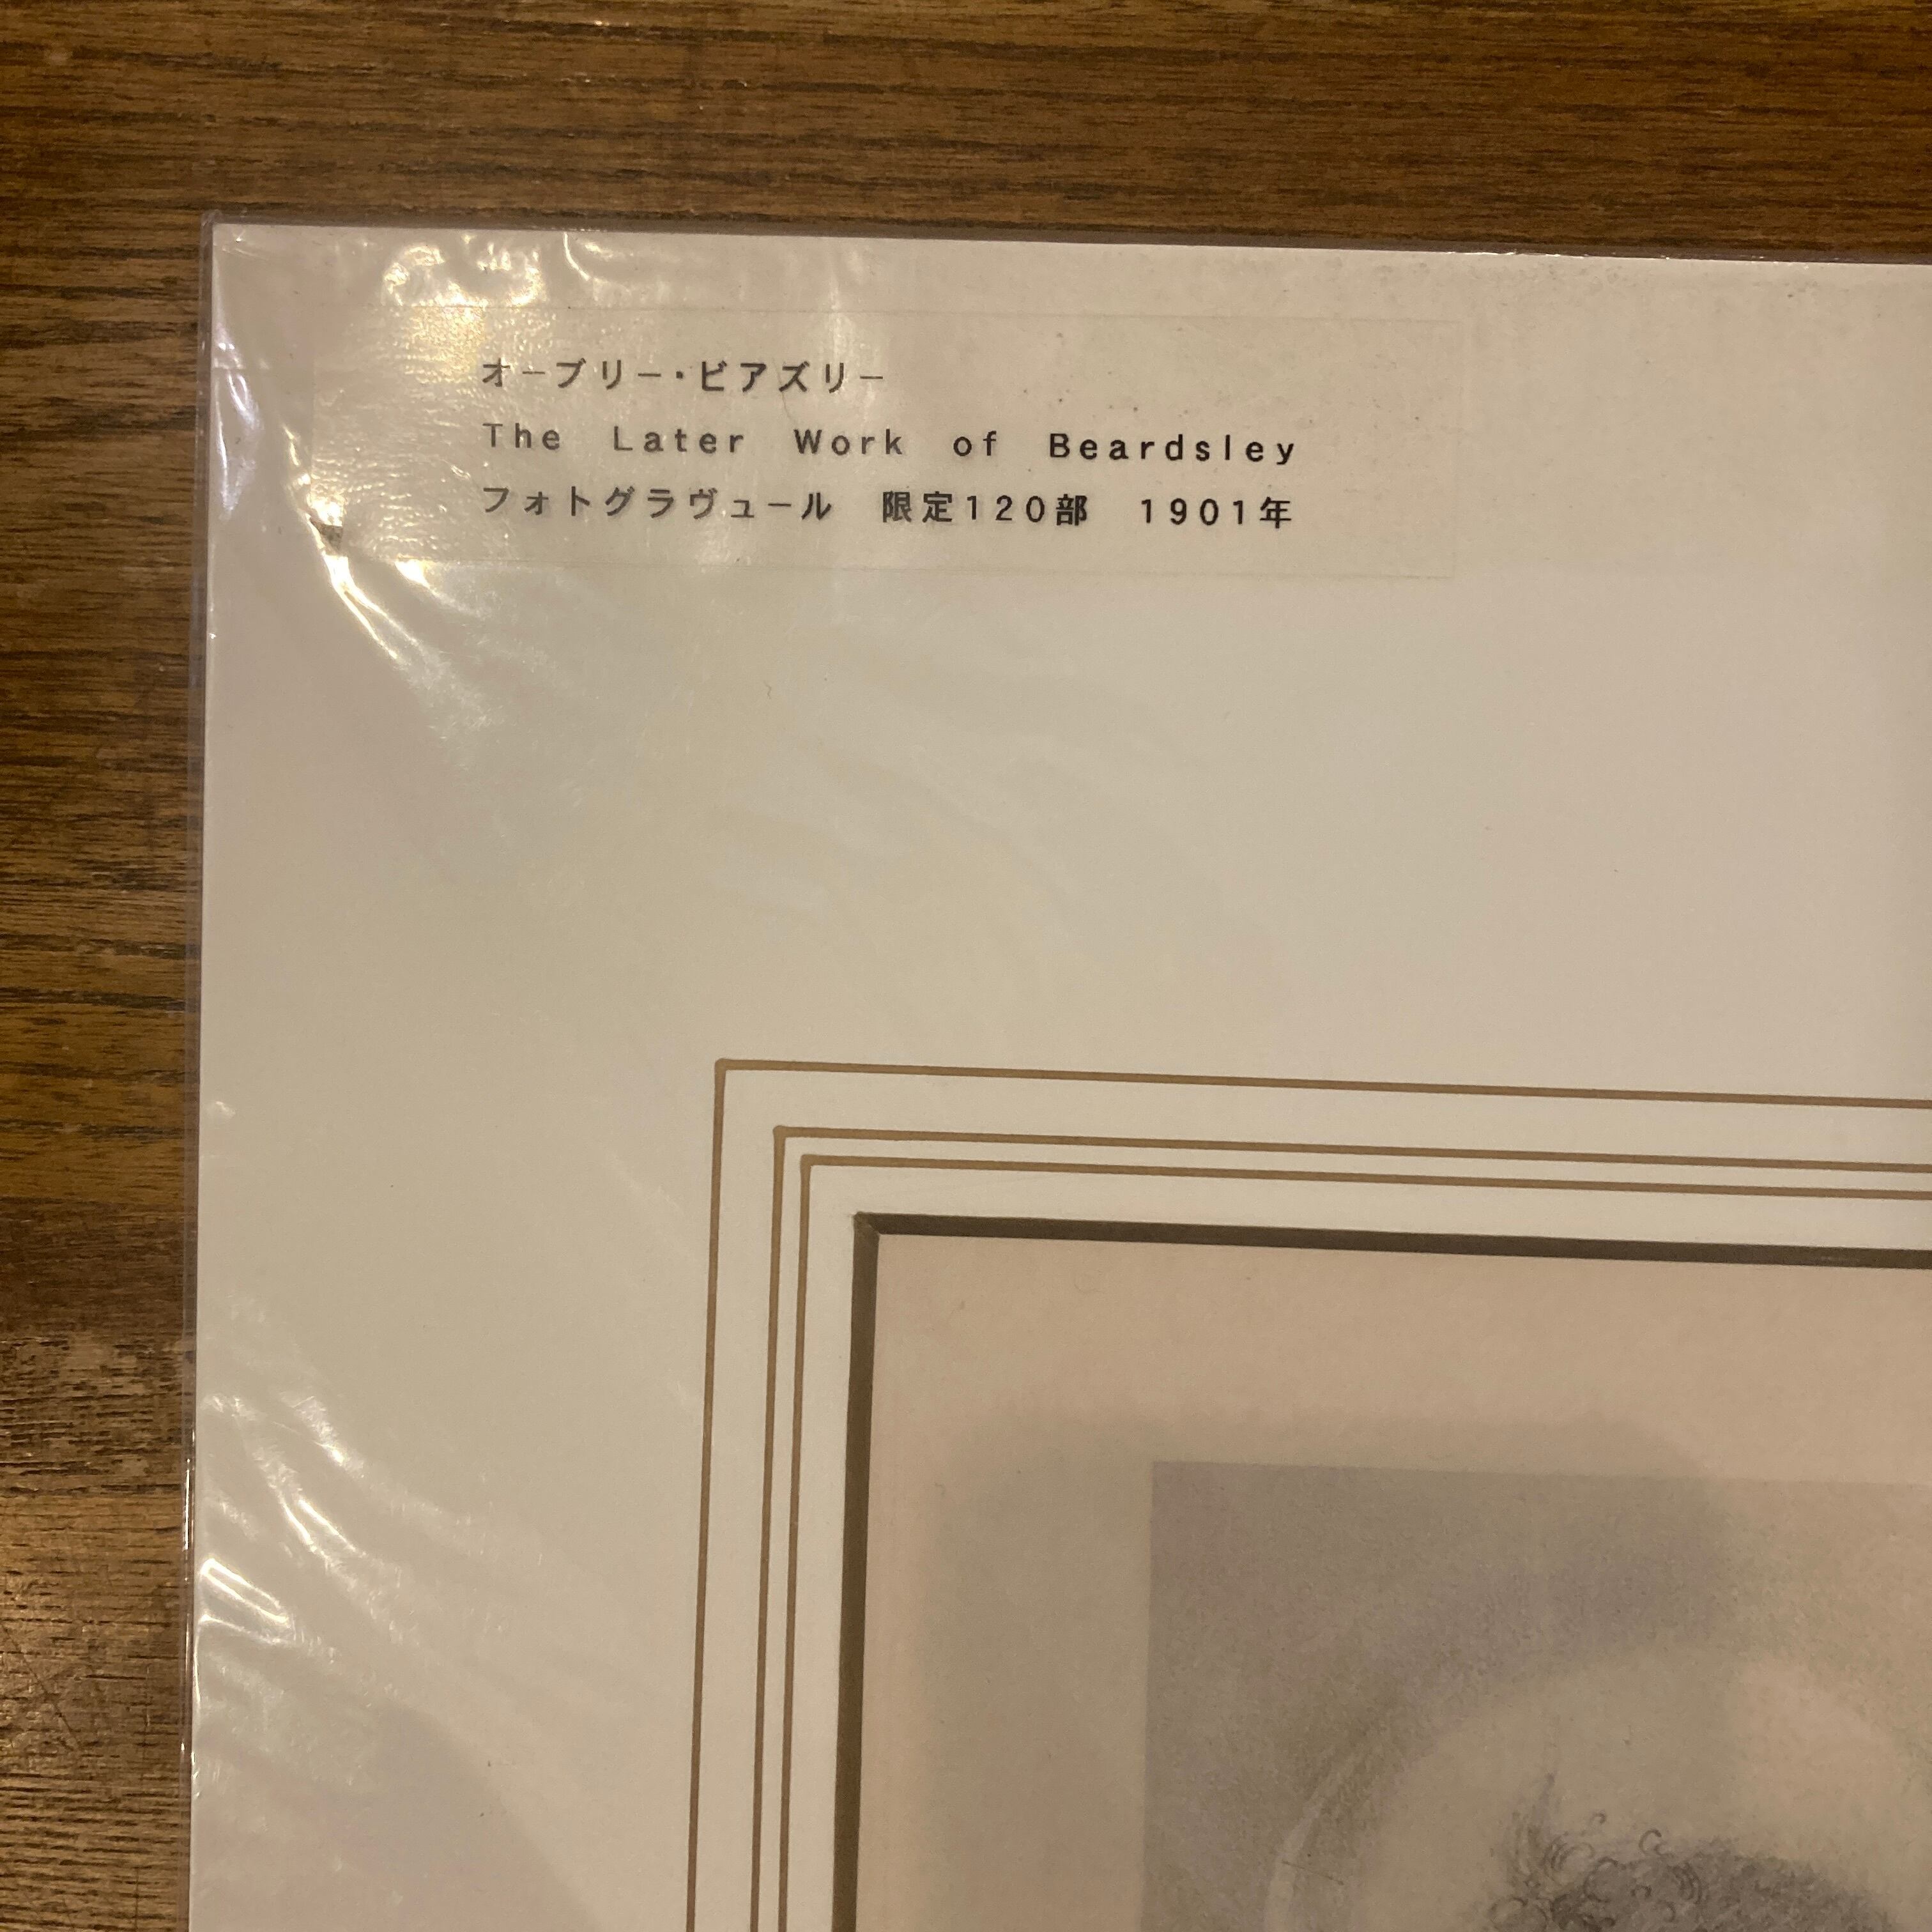 オーブリー・ビアズリー
The Later Work of Beardsley
フォトグラヴュール 限定120部 1901年